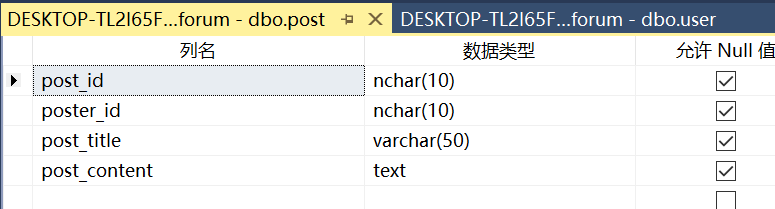 DESKTOP-TL2I65F...forum - dbo.post DESKTOP-TL2I65F...forum - dbo.user
列名 数据类型 允许 Null 值
post_id nchar(10)
poster_id nchar(10)
post_title varchar(50)
post_content text